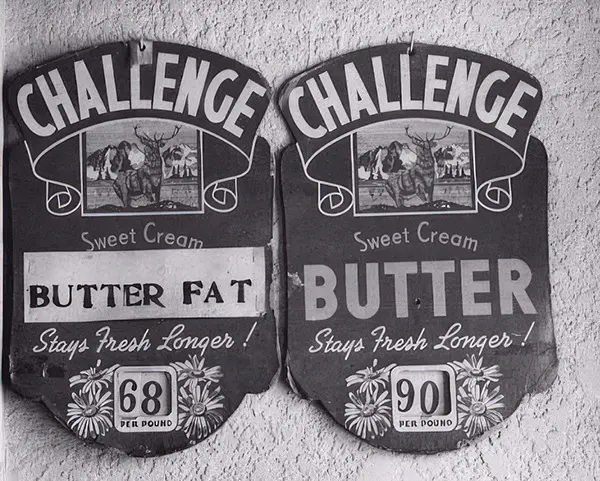 CHALLENGE
Sweet Cream
BUTTER FAT
Stays Fresh Longer!
68
PER POUND
CHALLENGE
Sweet Cream
BUTTER
Stays Fresh Longer!
90
PER POUND